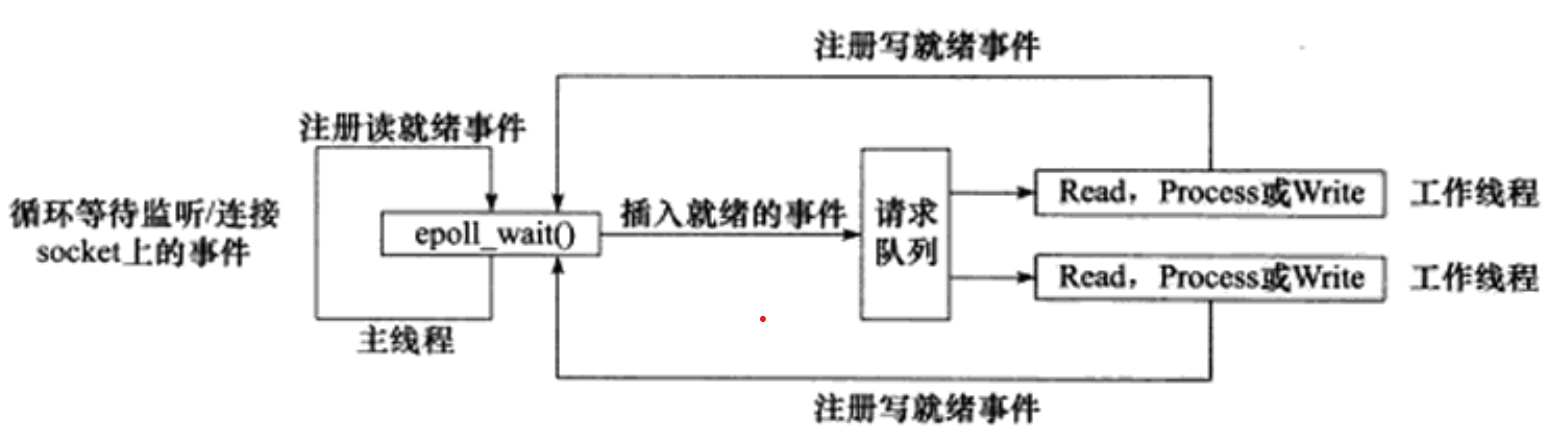 注册写就绪事件
注册读就绪事件
循环等待监听/连接
socket上的事件
epoll_wait()
插入就绪的事件
请求
队列
Read，Process或Write
工作线程
Read，Process或Write
工作线程
主线程
注册写就绪事件